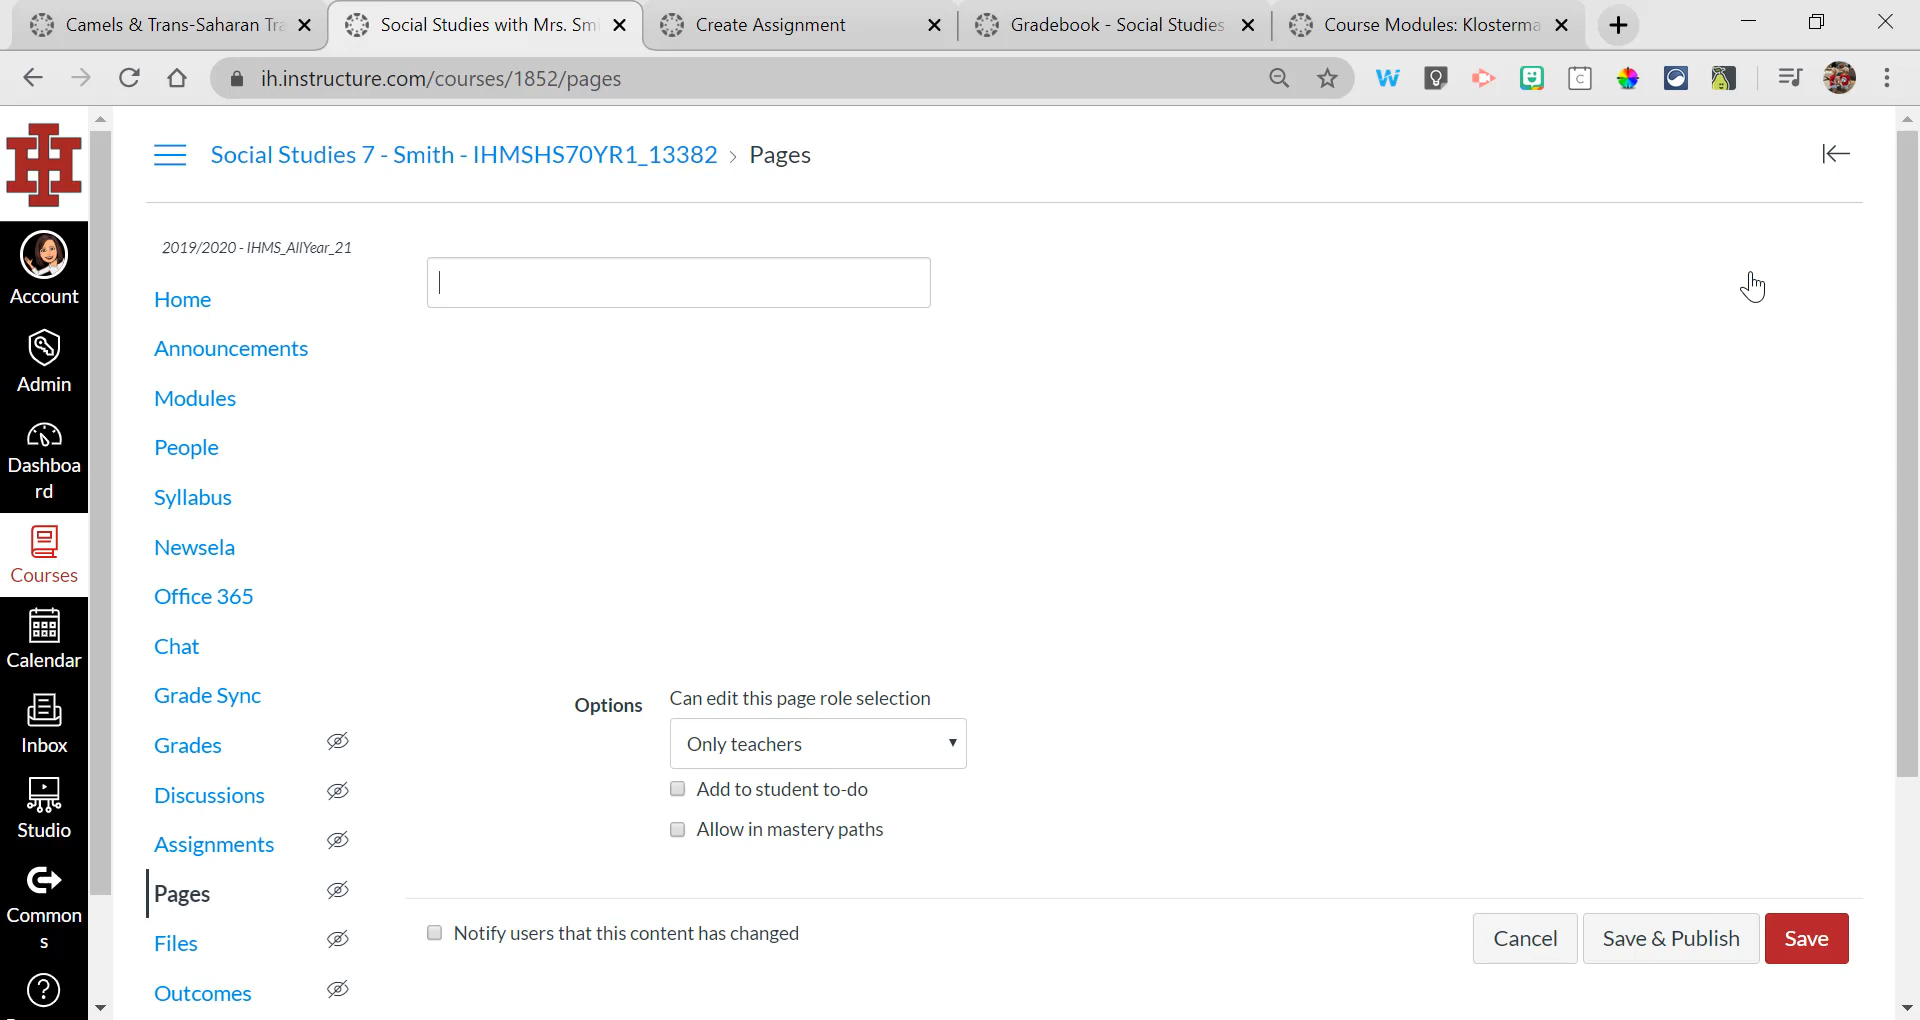 Camels & Trans-Saharan Tra
Social Studies with Mrs. Smi
Create Assignment
Gradebook - Social Studies
Course Modules: Klosterma
ih.instructure.com/courses/1852/pages
Social Studies 7 - Smith - IHMSHS70YR1_13382 > Pages
2019/2020 - IHMS_AllYear_21
Account
Admin
Dashboa
rd
Courses
Calendar
Inbox
Studio
Common
s
Home
Announcements
Modules
People
Syllabus
Newsela
Office 365
Chat
Grade Sync
Grades
Discussions
Assignments
Pages
Files
Outcomes
Options
Can edit this page role selection
Only teachers
Add to student to-do
Allow in mastery paths
Notify users that this content has changed
Cancel
Save & Publish
Save